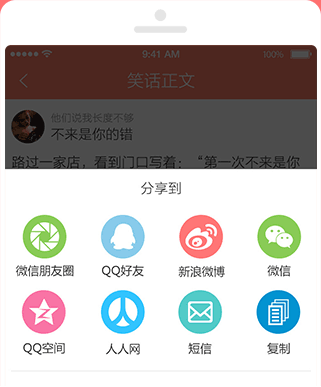 9:41 AM 100%
笑话正文
他们说我长度不够
不来是你的错
路过一家店，看到门口写着：“第一次不来是你
分享到
微信朋友圈 QQ好友 新浪微博 微信
QQ空间 人人网 短信 复制